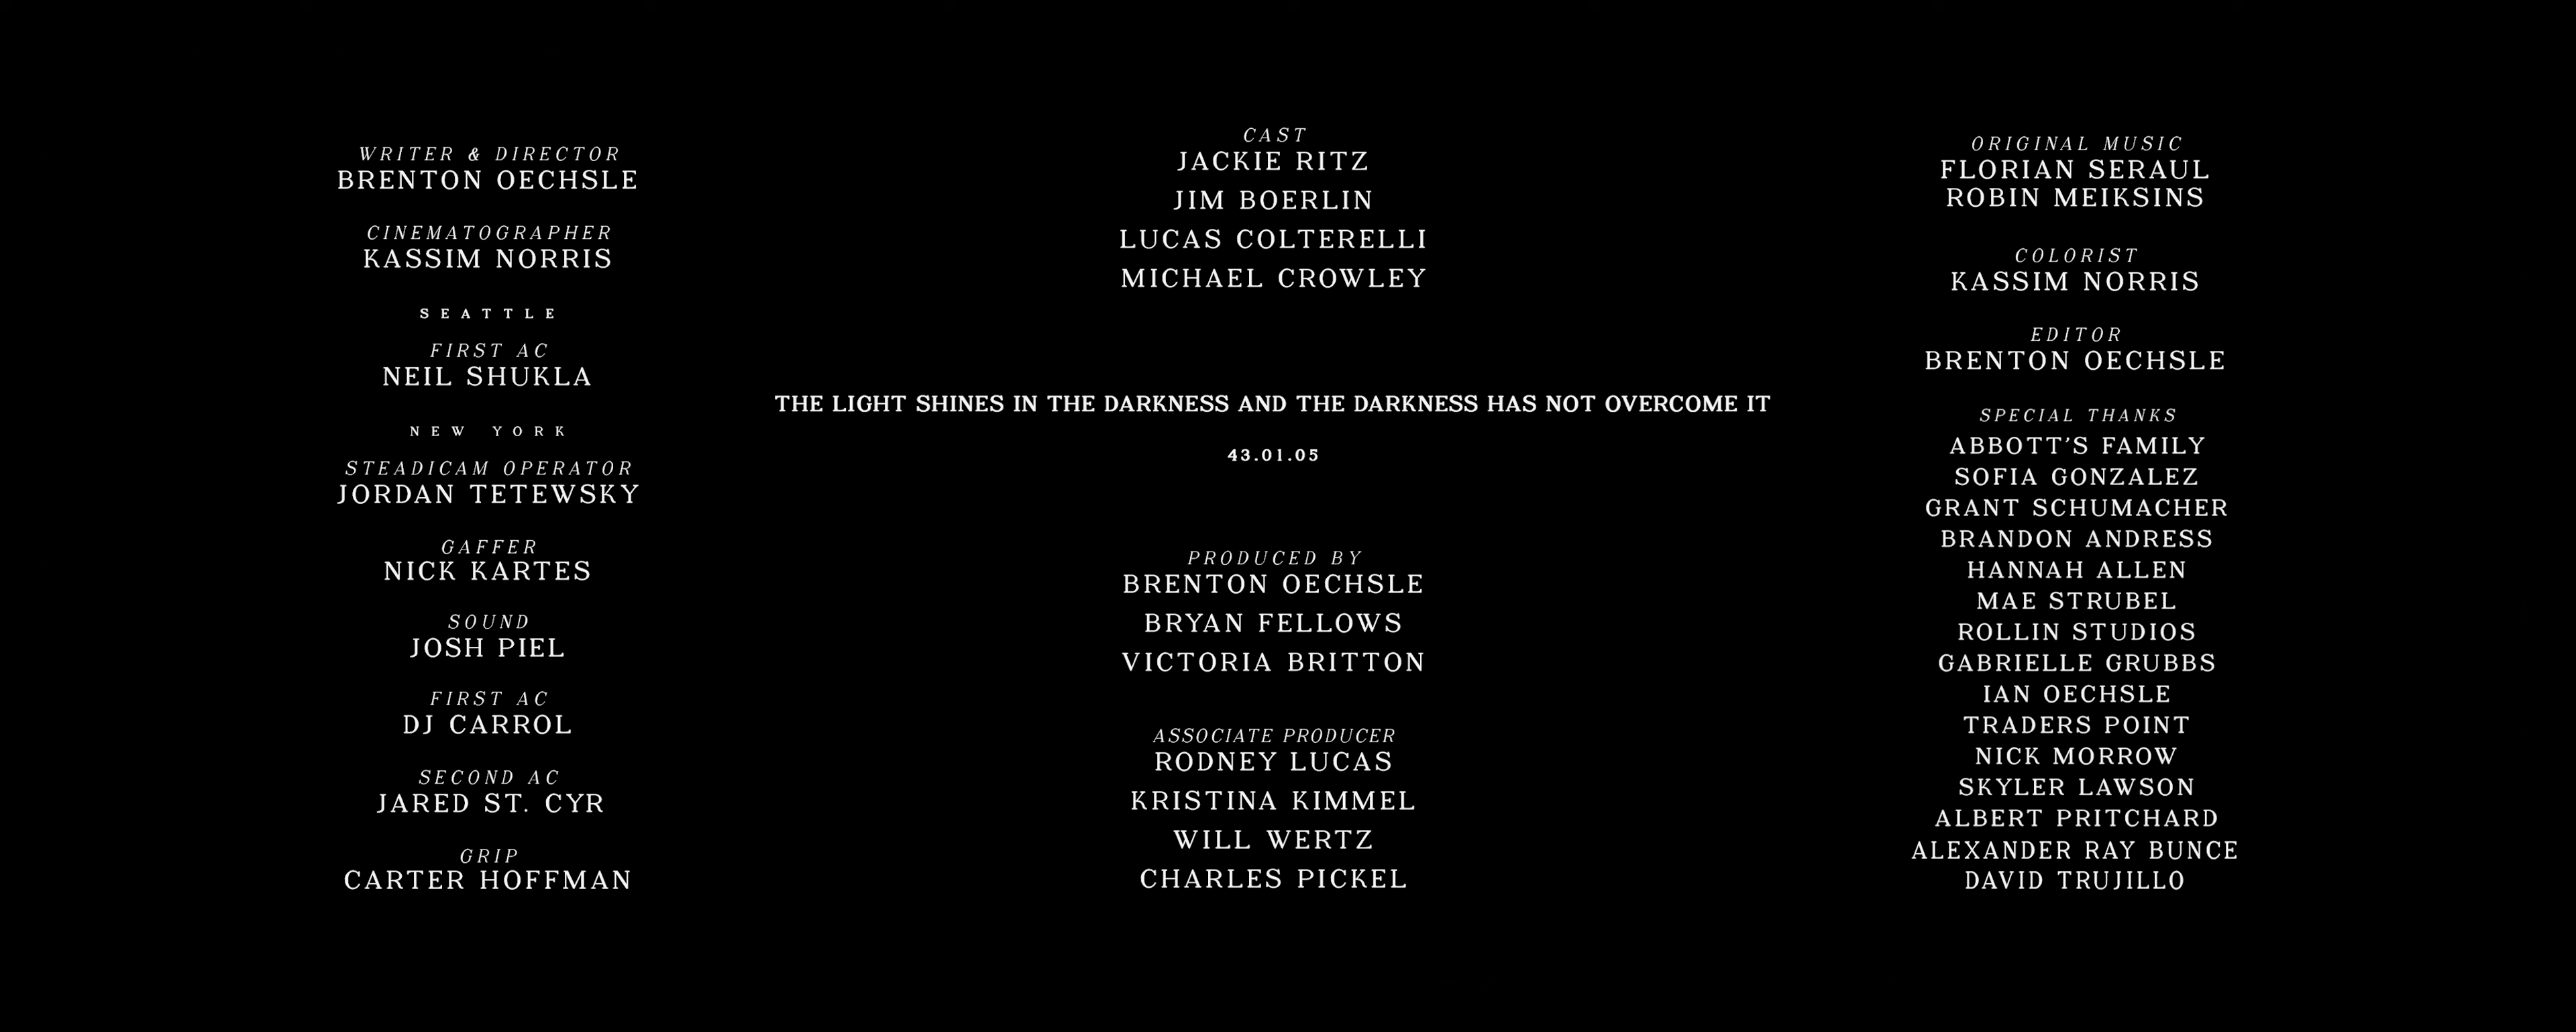 WRITER & DIRECTOR
BRENTON OECHSLE
CINEMATOGRAPHER
KASSIM NORRIS
SEATTLE
FIRST AC
NEIL SHUKLA
NEW YORK
STEADICAM OPERATOR
JORDAN TETEWSKY
GAFFER
NICK KARTES
SOUND
JOSH PIEL
FIRST AC
DJ CARROL
SECOND AC
JARED ST. CYR
GRIP
CARTER HOFFMAN
CAST
JACKIE RITZ
JIM BOERLIN
LUCAS COLTERELLI
MICHAEL CROWLEY
THE LIGHT SHINES IN THE DARKNESS AND THE DARKNESS HAS NOT OVERCOME IT
43.01.05
PRODUCED BY
BRENTON OECHSLE
BRYAN FELLOWS
VICTORIA BRITTON
ASSOCIATE PRODUCER
RODNEY LUCAS
KRISTINA KIMMEL
WILL WERTZ
CHARLES PICKEL
ORIGINAL MUSIC
FLORIAN SERAUL
ROBIN MEIKSINS
COLORIST
KASSIM NORRIS
EDITOR
BRENTON OECHSLE
SPECIAL THANKS
ABBOTT'S FAMILY
SOFIA GONZALEZ
GRANT SCHUMACHER
BRANDON ANDRESS
HANNAH ALLEN
MAE STRUBEL
ROLLIN STUDIOS
GABRIELLE GRUBBS
IAN OECHSLE
TRADERS POINT
NICK MORROW
SKYLER LAWSON
ALBERT PRITCHARD
ALEXANDER RAY BUNCE
DAVID TRUJILLO